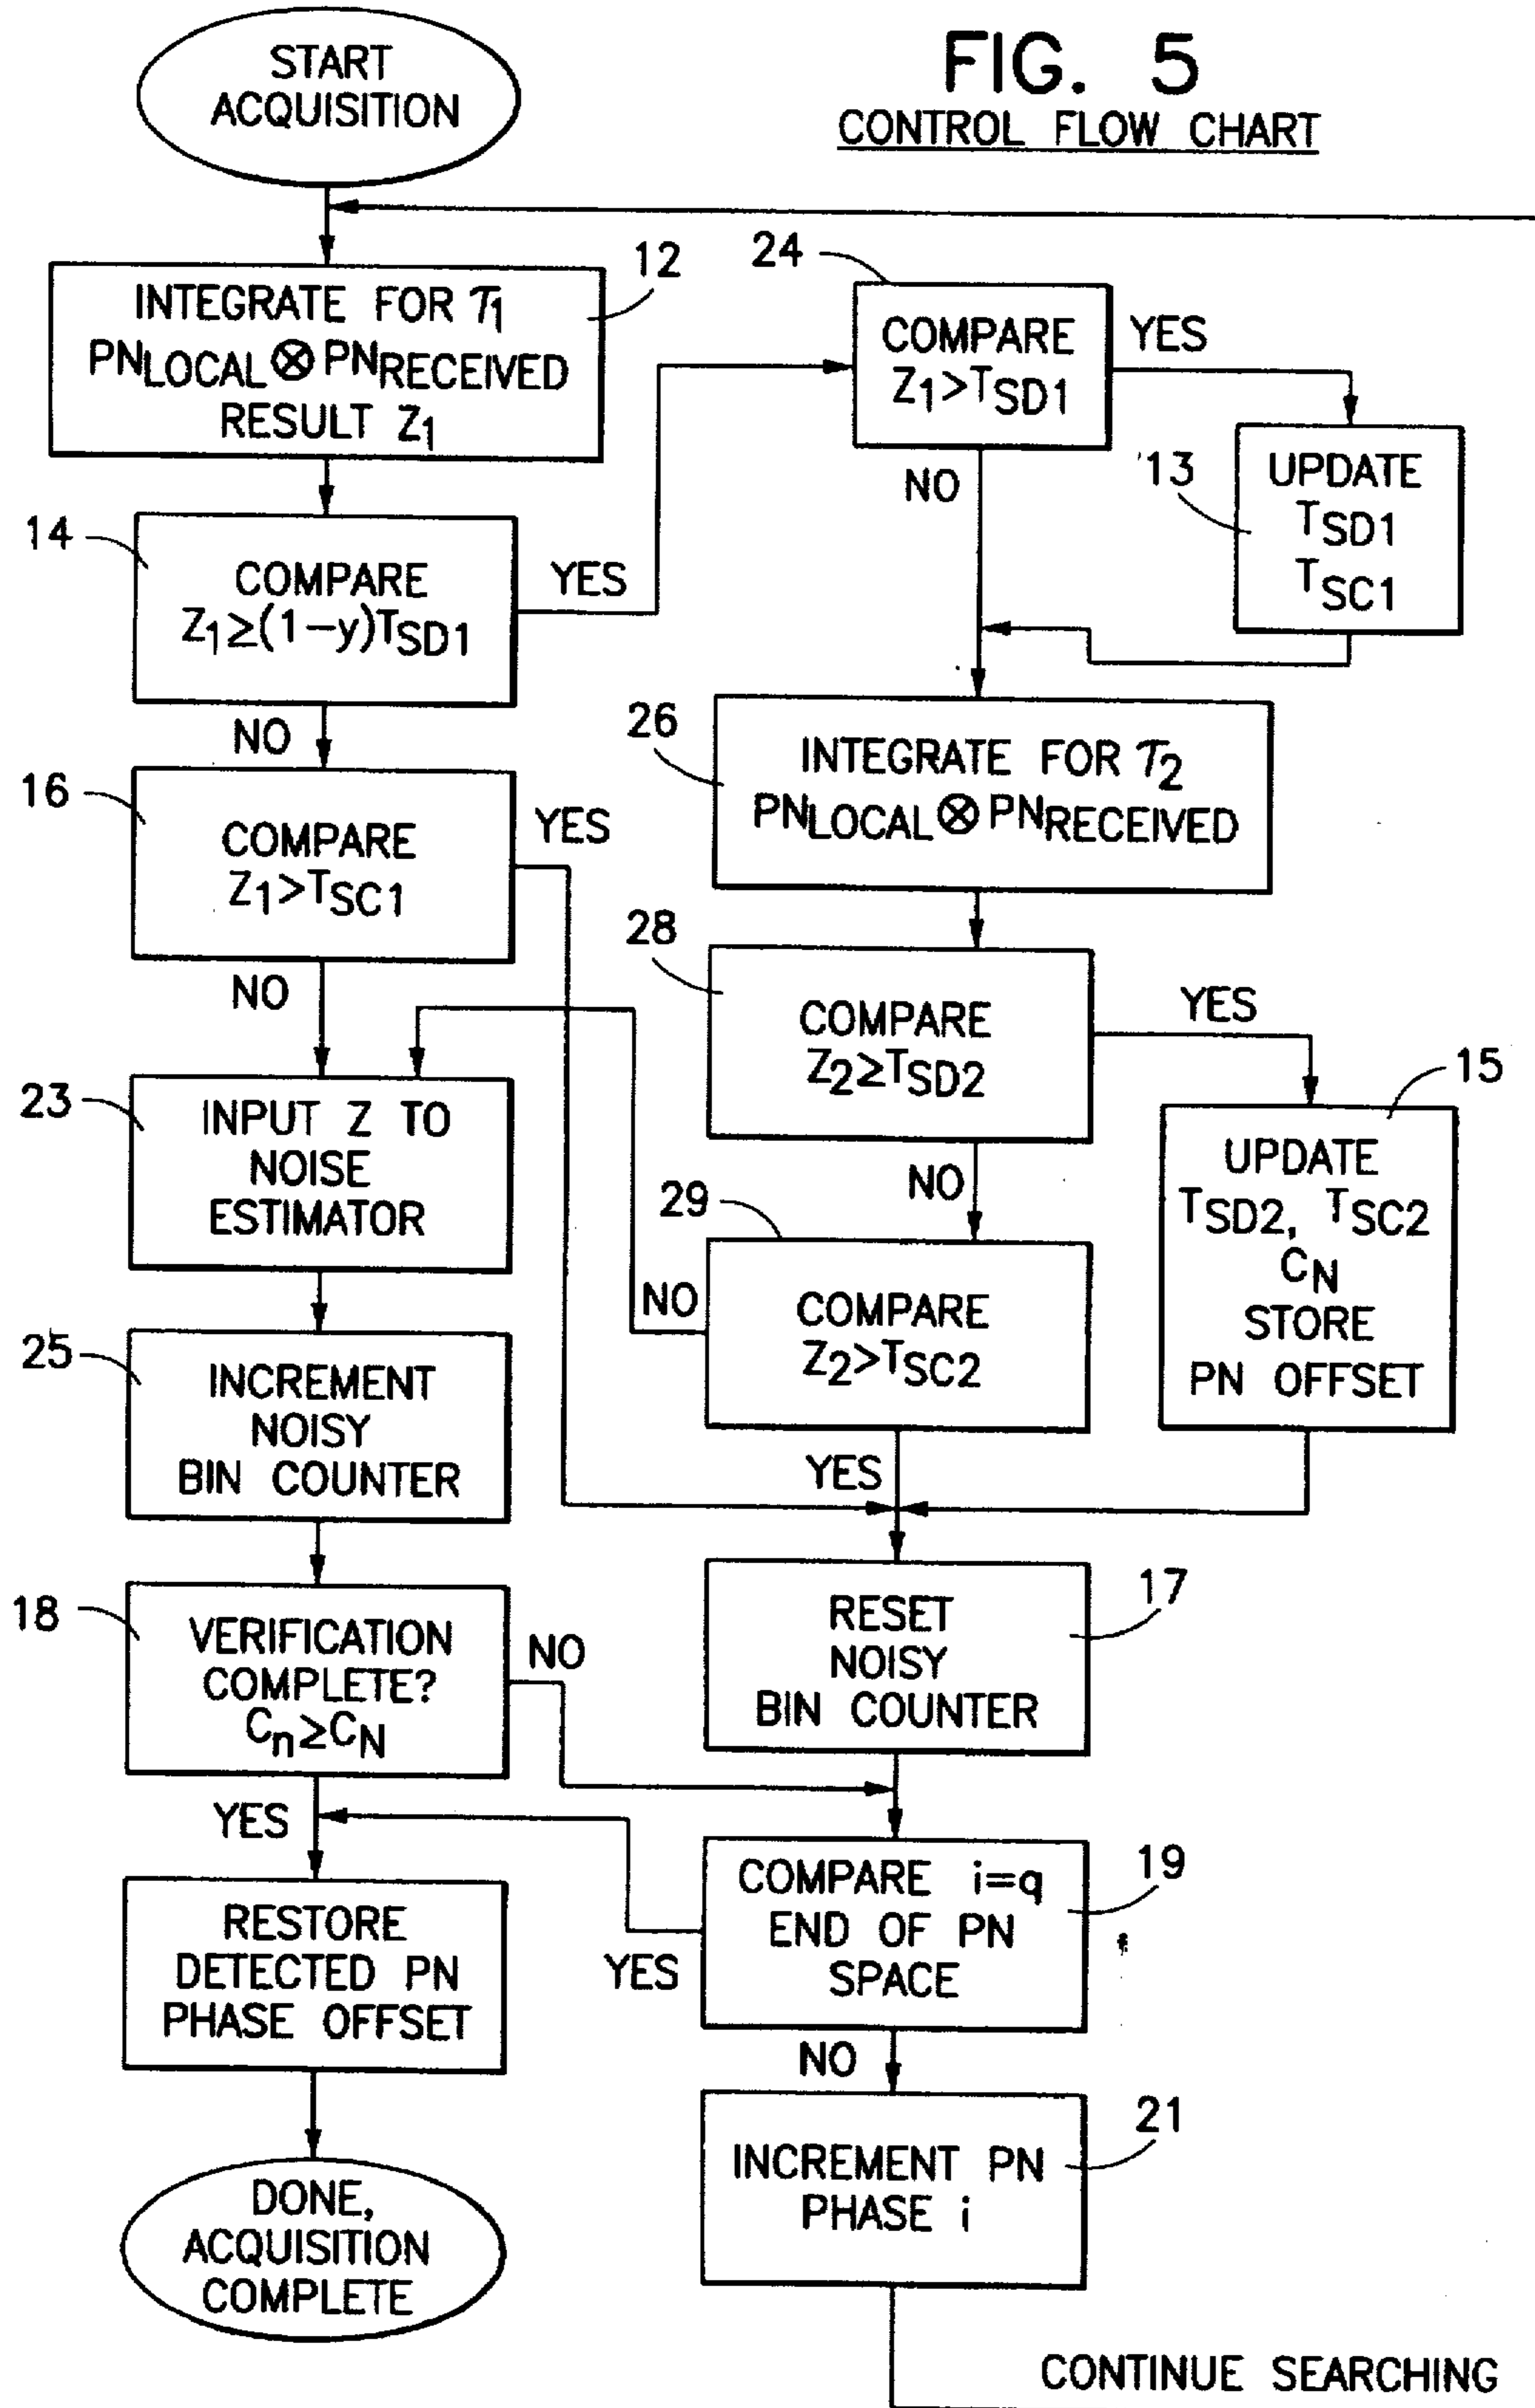 FIG. 5
CONTROL FLOW CHART
START
ACQUISITION
12
INTEGRATE FOR τ1
PNLOCAL⊗PNRECEIVED
RESULT Z1
14
COMPARE
Z1≥(1-y)TSD1
YES
NO
16
COMPARE
Z1>TSC1
YES
NO
23
INPUT Z TO
NOISE
ESTIMATOR
25
INCREMENT
NOISY
BIN COUNTER
18
VERIFICATION
COMPLETE?
Cn≥CN
NO
YES
RESTORE
DETECTED PN
PHASE OFFSET
DONE,
ACQUISITION
COMPLETE
24
COMPARE
Z1>TSD1
YES
NO
13
UPDATE
TSD1
TSC1
26
INTEGRATE FOR τ2
PNLOCAL⊗PNRECEIVED
28
COMPARE
Z2≥TSD2
YES
NO
15
UPDATE
TSD2, TSC2
CN
STORE
PN OFFSET
29
COMPARE
Z2>TSC2
NO
YES
17
RESET
NOISY
BIN COUNTER
19
COMPARE i=q
END OF PN
SPACE
YES
NO
21
INCREMENT PN
PHASE i
CONTINUE SEARCHING